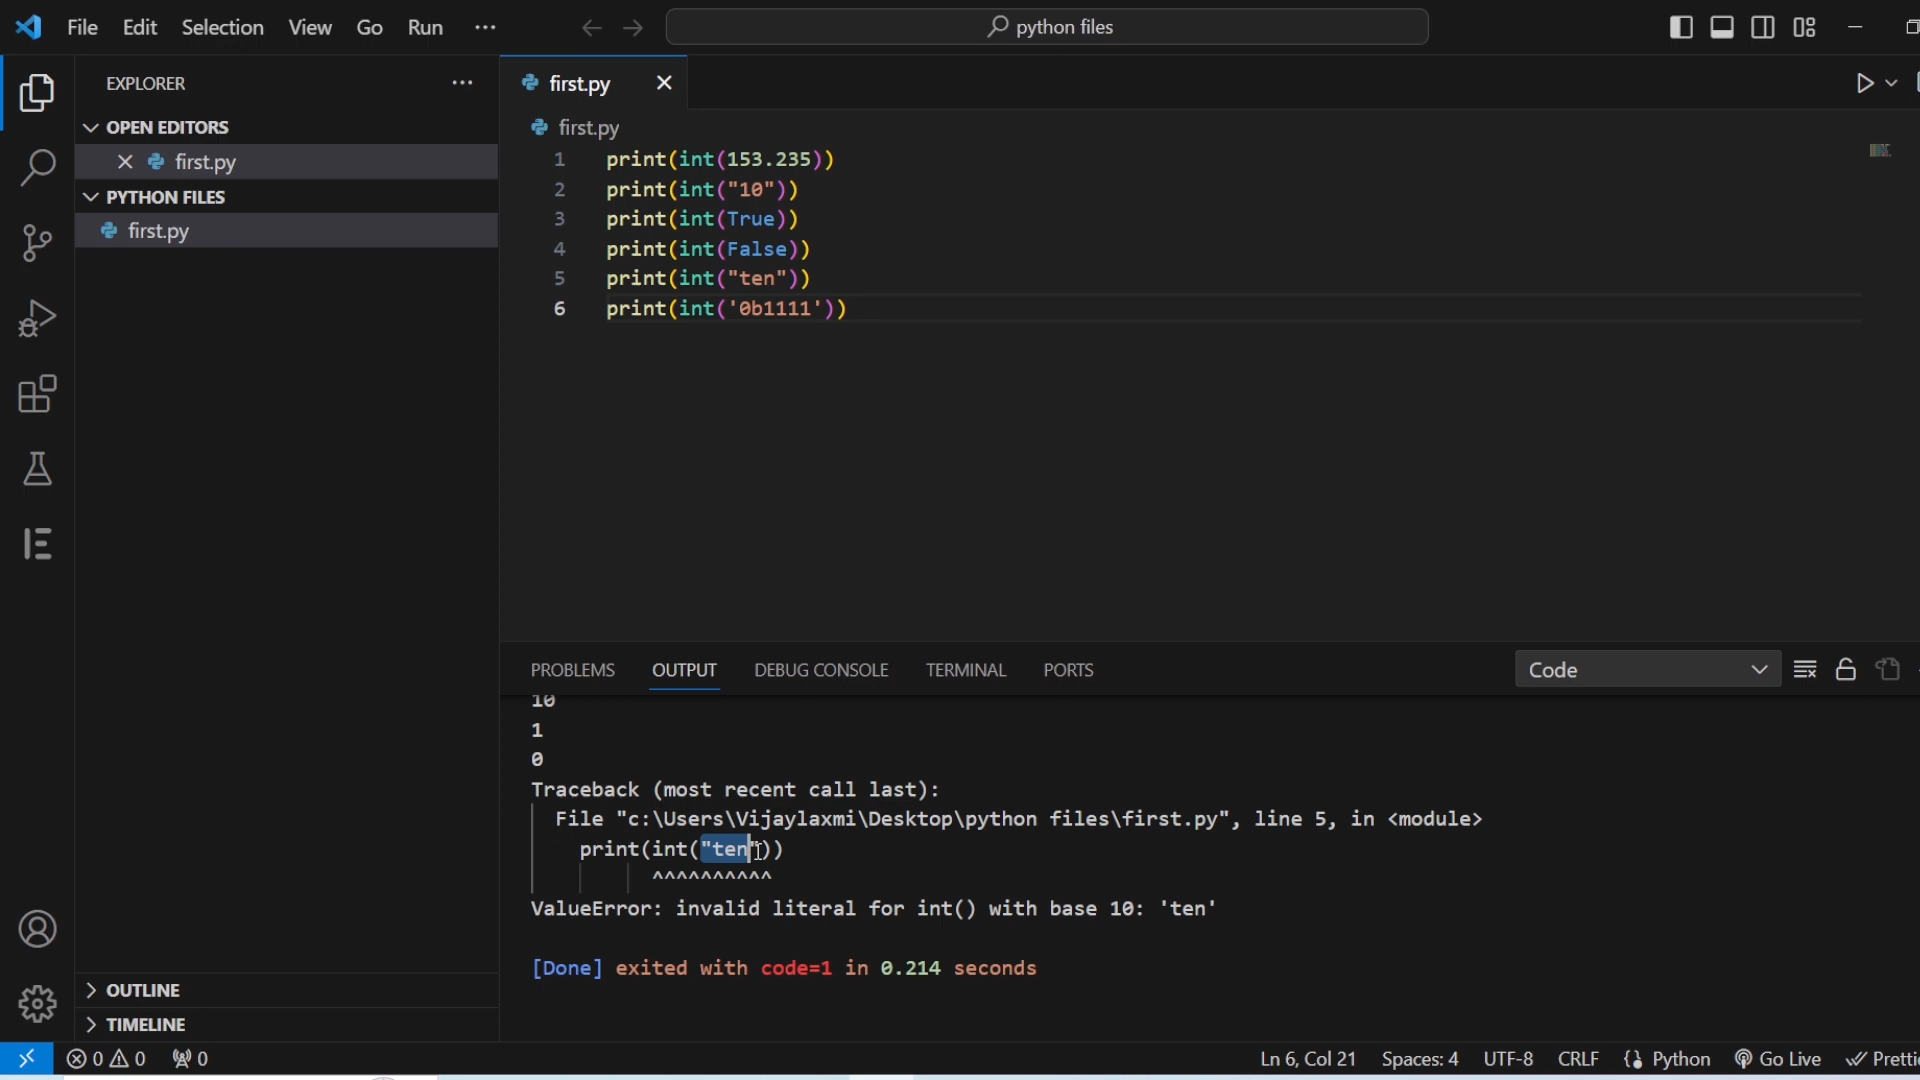 File Edit Selection View Go Run ··· python files
EXPLORER ···
OPEN EDITORS
first.py
PYTHON FILES
first.py
OUTLINE
TIMELINE
first.py
first.py
1 print(int(153.235))
2 print(int("10"))
3 print(int(True))
4 print(int(False))
5 print(int("ten"))
6 print(int('0b1111'))
PROBLEMS OUTPUT DEBUG CONSOLE TERMINAL PORTS Code
10
1
0
Traceback (most recent call last):
File "c:\Users\Vijaylaxmi\Desktop\python files\first.py", line 5, in <module>
print(int("ten"))
^^^^^^^^^^
ValueError: invalid literal for int() with base 10: 'ten'
[Done] exited with code=1 in 0.214 seconds
0 0 0 Ln 6, Col 21 Spaces: 4 UTF-8 CRLF Python Go Live